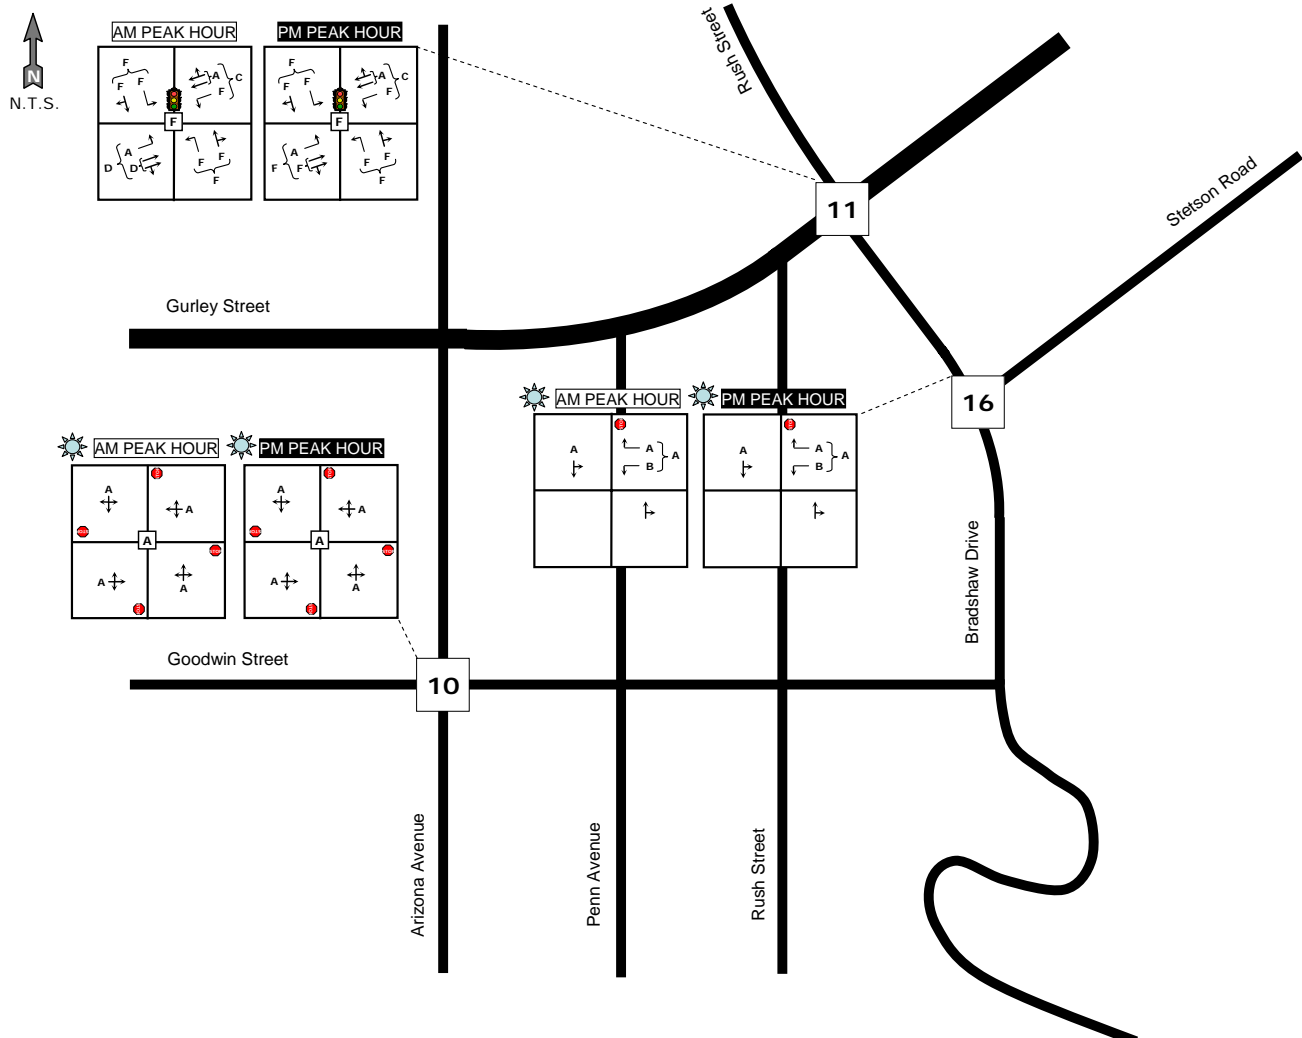 N
N.T.S.
AM PEAK HOUR
PM PEAK HOUR
F
F F
A C
F
F
A
D D
F F
F
F
F F
A C
F
F
A
F F
F F
F
Rush Street
11
Stetson Road
Gurley Street
16
AM PEAK HOUR
PM PEAK HOUR
A
A
B
A
A
A
B
A
AM PEAK HOUR
PM PEAK HOUR
A
A
A
A
A
A
A
A
A
A
Bradshaw Drive
Goodwin Street
10
Arizona Avenue
Penn Avenue
Rush Street